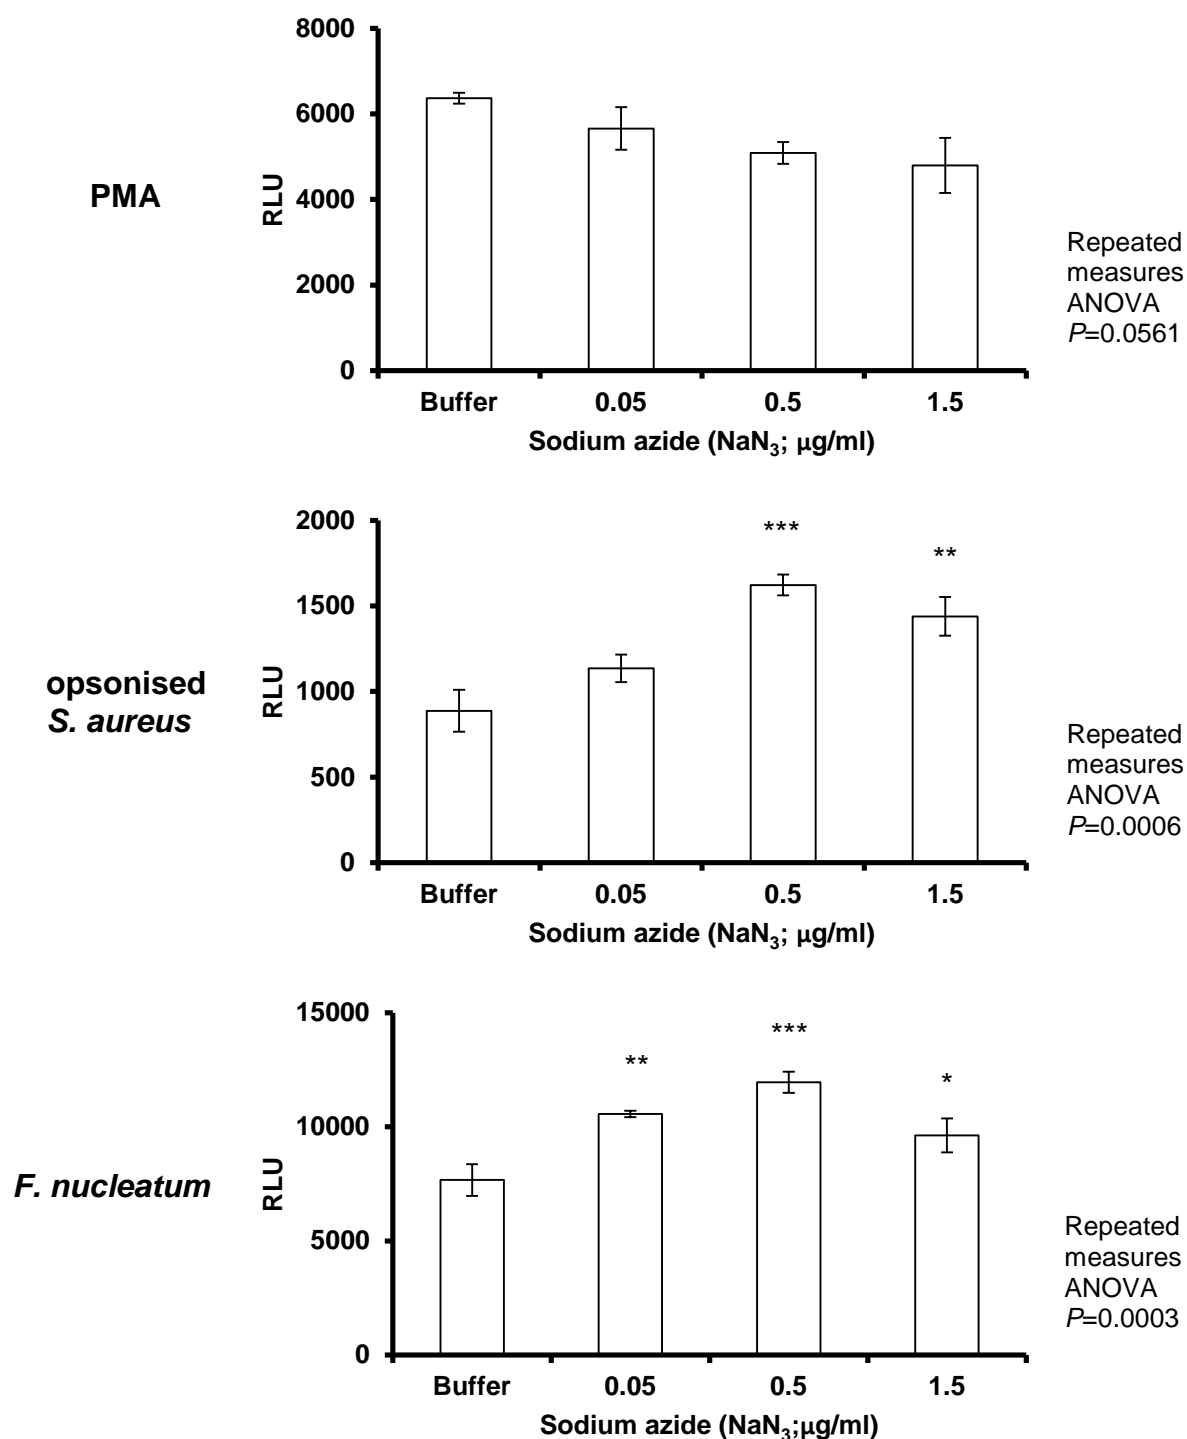 8000
6000
4000
2000
0
RLU
PMA
Buffer 0.05 0.5 1.5
Sodium azide (NaN₃; µg/ml)
Repeated
measures
ANOVA
P=0.0561
2000
1500
1000
500
0
RLU
opsonised
S. aureus
*** **
Buffer 0.05 0.5 1.5
Sodium azide (NaN₃; µg/ml)
Repeated
measures
ANOVA
P=0.0006
15000
10000
5000
0
RLU
F. nucleatum
** *** *
Buffer 0.05 0.5 1.5
Sodium azide (NaN₃;µg/ml)
Repeated
measures
ANOVA
P=0.0003